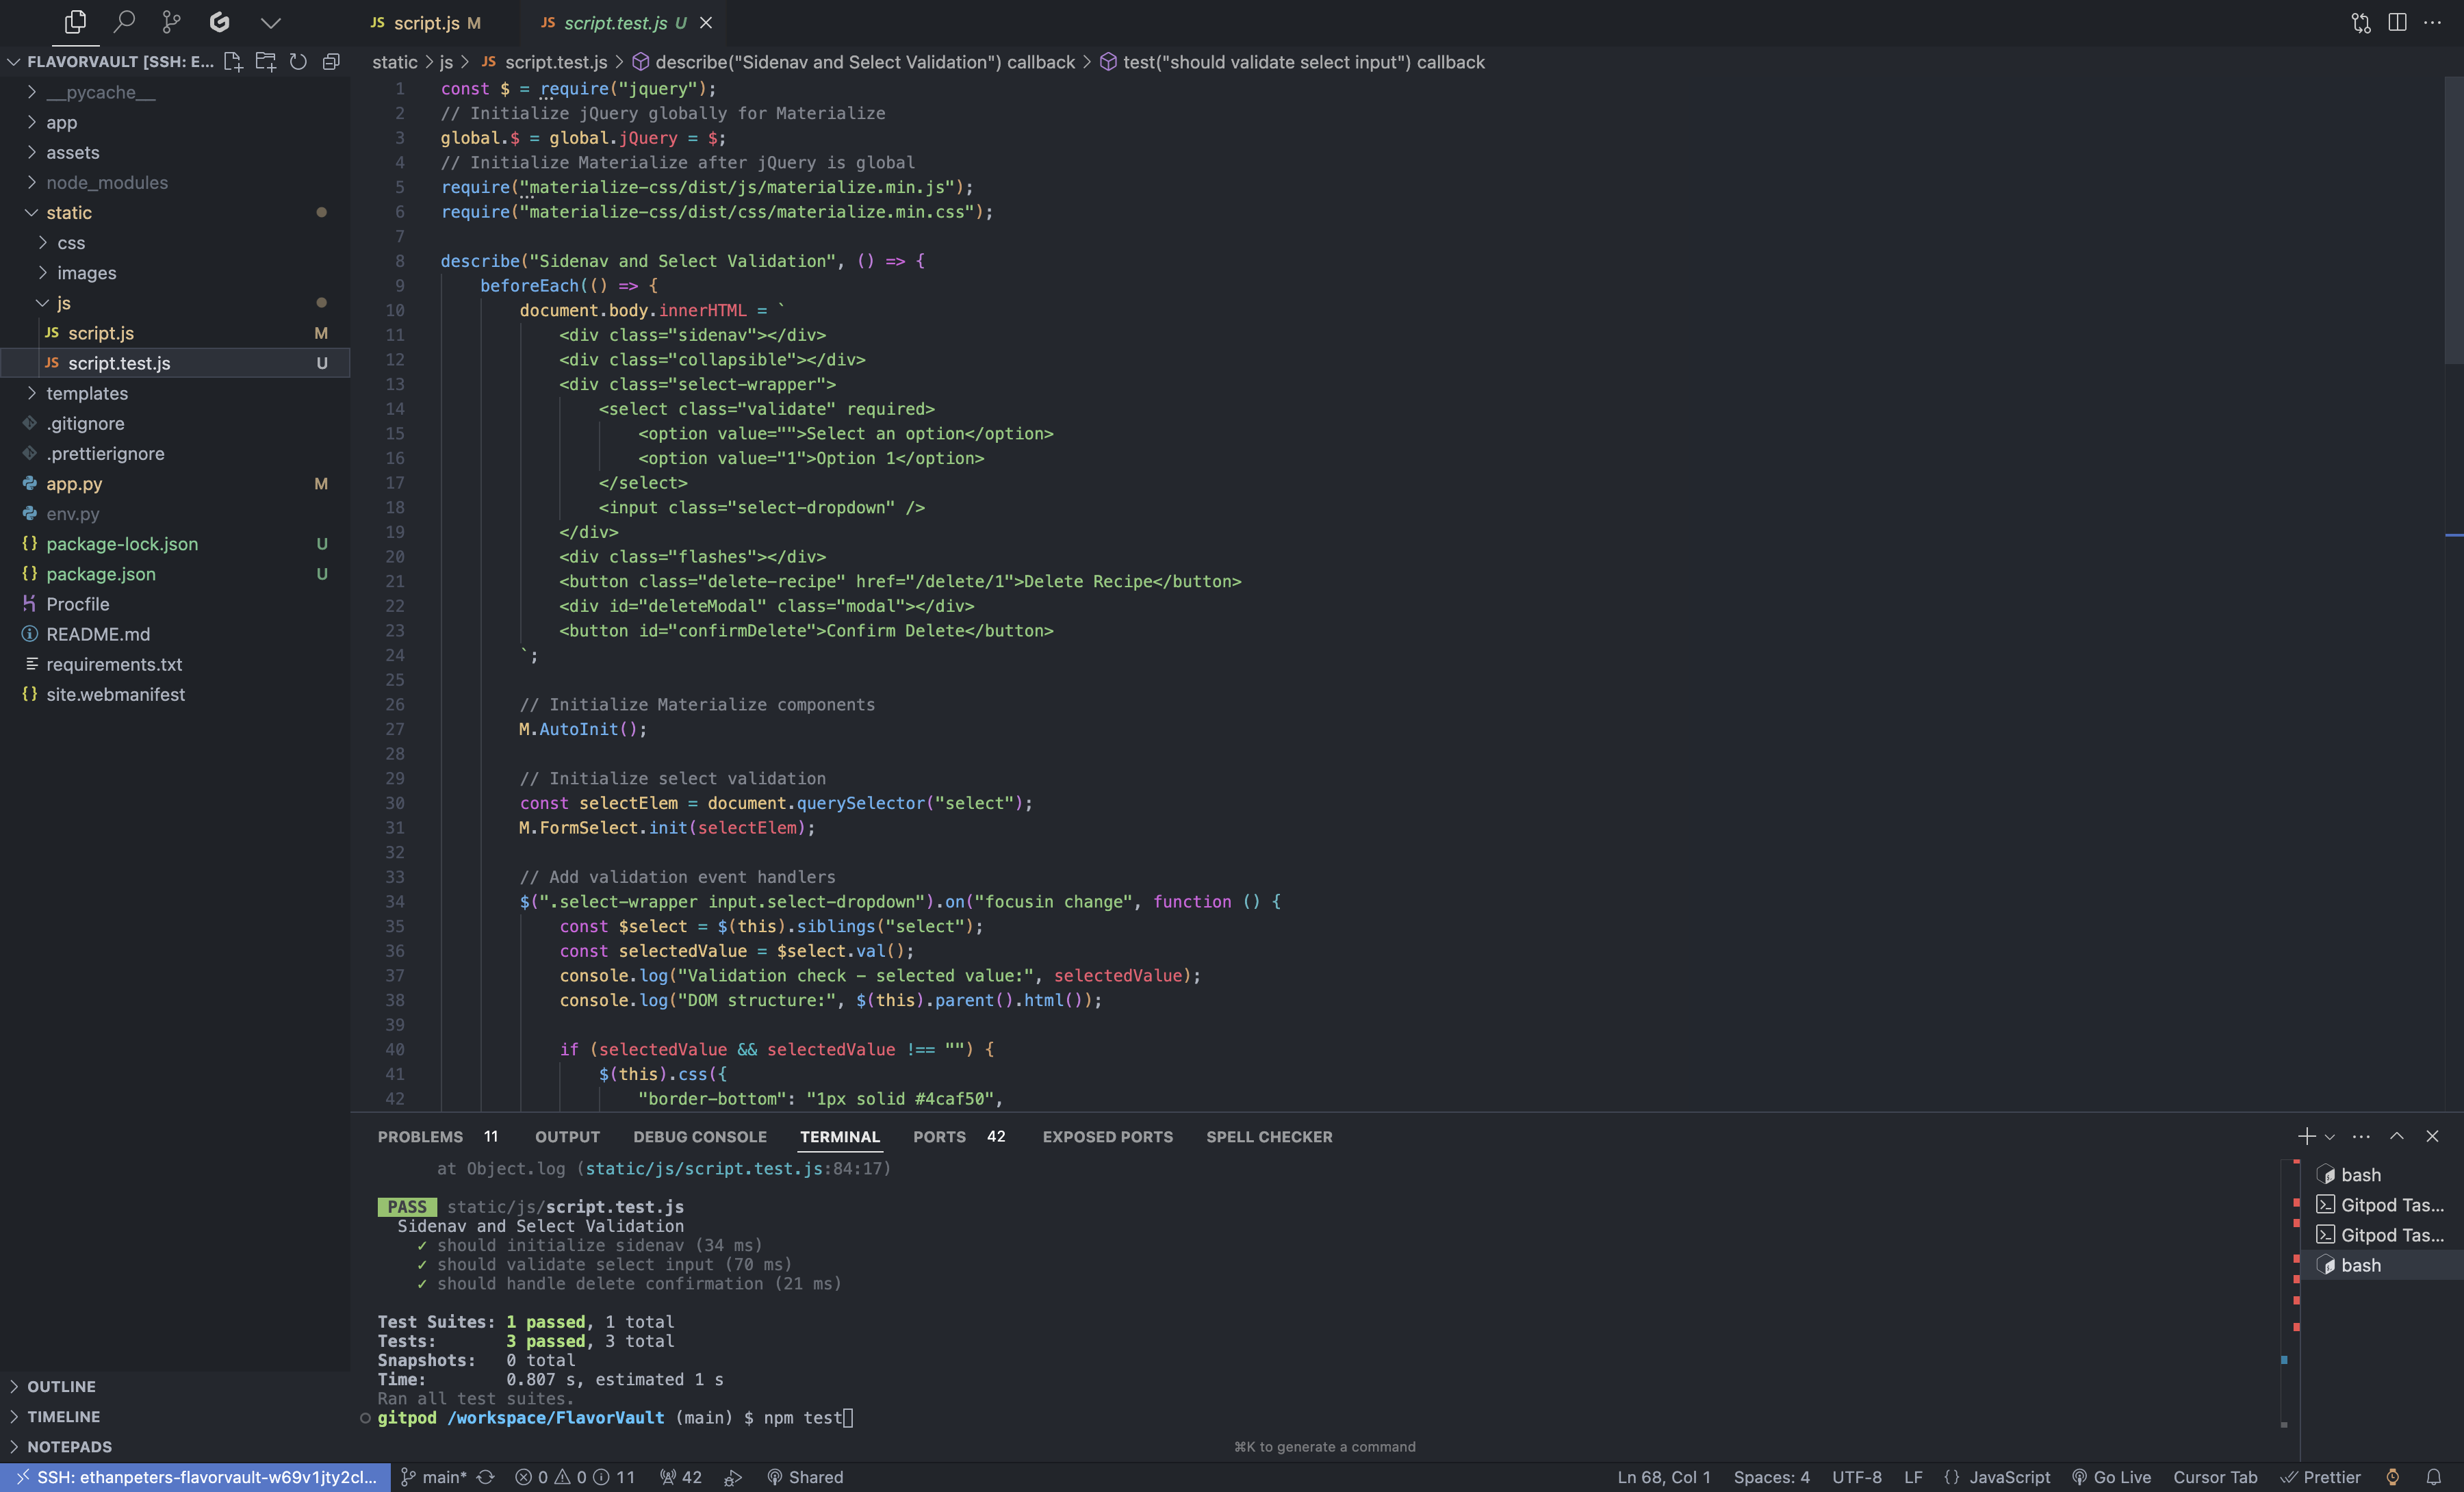 JS script.js M
JS script.test.js U
FLAVORVAULT [SSH: E...
__pycache__
app
assets
node_modules
static
css
images
js
JS script.js M
JS script.test.js U
templates
.gitignore
.prettierignore
app.py M
env.py
{} package-lock.json U
{} package.json U
Procfile
README.md
requirements.txt
{} site.webmanifest
OUTLINE
TIMELINE
NOTEPADS
static > js > JS script.test.js > describe("Sidenav and Select Validation") callback > test("should validate select input") callback
1 const $ = require("jquery");
2 // Initialize jQuery globally for Materialize
3 global.$ = global.jQuery = $;
4 // Initialize Materialize after jQuery is global
5 require("materialize-css/dist/js/materialize.min.js");
6 require("materialize-css/dist/css/materialize.min.css");
7
8 describe("Sidenav and Select Validation", () => {
9 beforeEach(() => {
10 document.body.innerHTML = `
11 <div class="sidenav"></div>
12 <div class="collapsible"></div>
13 <div class="select-wrapper">
14 <select class="validate" required>
15 <option value="">Select an option</option>
16 <option value="1">Option 1</option>
17 </select>
18 <input class="select-dropdown" />
19 </div>
20 <div class="flashes"></div>
21 <button class="delete-recipe" href="/delete/1">Delete Recipe</button>
22 <div id="deleteModal" class="modal"></div>
23 <button id="confirmDelete">Confirm Delete</button>
24 `;
25
26 // Initialize Materialize components
27 M.AutoInit();
28
29 // Initialize select validation
30 const selectElem = document.querySelector("select");
31 M.FormSelect.init(selectElem);
32
33 // Add validation event handlers
34 $(".select-wrapper input.select-dropdown").on("focusin change", function () {
35 const $select = $(this).siblings("select");
36 const selectedValue = $select.val();
37 console.log("Validation check - selected value:", selectedValue);
38 console.log("DOM structure:", $(this).parent().html());
39
40 if (selectedValue && selectedValue !== "") {
41 $(this).css({
42 "border-bottom": "1px solid #4caf50",
PROBLEMS 11 OUTPUT DEBUG CONSOLE TERMINAL PORTS 42 EXPOSED PORTS SPELL CHECKER
at Object.log (static/js/script.test.js:84:17)
PASS static/js/script.test.js
Sidenav and Select Validation
✓ should initialize sidenav (34 ms)
✓ should validate select input (70 ms)
✓ should handle delete confirmation (21 ms)
Test Suites: 1 passed, 1 total
Tests: 3 passed, 3 total
Snapshots: 0 total
Time: 0.807 s, estimated 1 s
Ran all test suites.
gitpod /workspace/FlavorVault (main) $ npm test
⌘K to generate a command
bash
Gitpod Tas...
Gitpod Tas...
bash
SSH: ethanpeters-flavorvault-w69v1jty2cl... main* 0 0 11 42 Shared
Ln 68, Col 1 Spaces: 4 UTF-8 LF {} JavaScript Go Live Cursor Tab Prettier